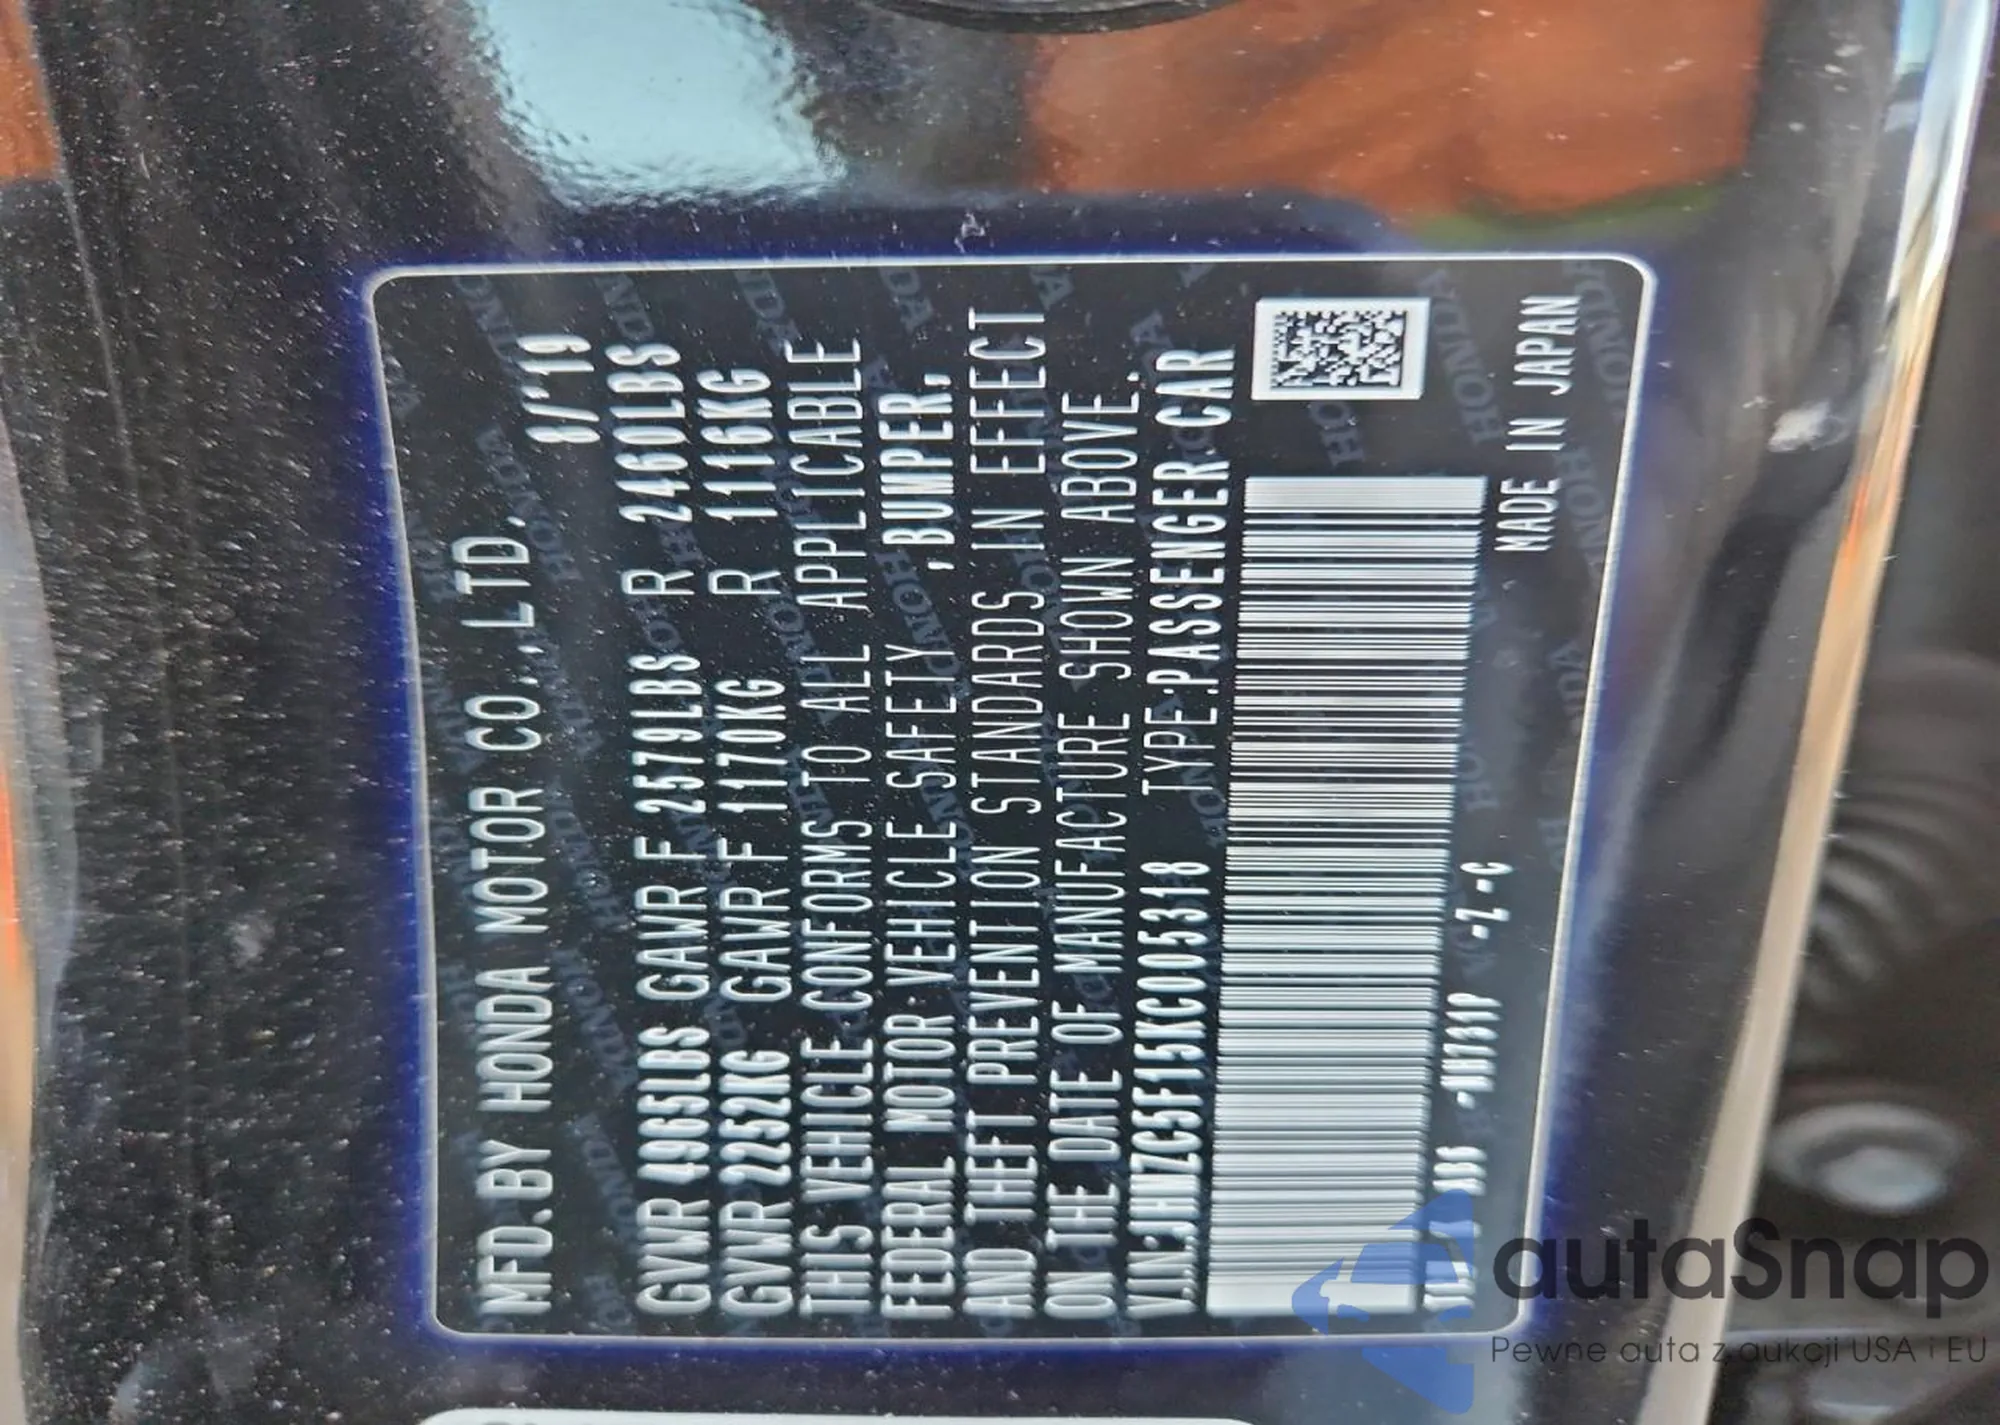 MFD.BY HONDA MOTOR CO.,LTD. 8/'19
GVWR 4965LBS GAWR F 2579LBS R 2460LBS
GVWR 2252KG GAWR F 1170KG R 1116KG
THIS VEHICLE CONFORMS TO ALL APPLICABLE
FEDERAL MOTOR VEHICLE SAFETY ,BUMPER,
AND THEFT PREVENTION STANDARDS IN EFFECT
ON THE DATE OF MANUFACTURE SHOWN ABOVE.
V.I.N:JHMZC5F15KC005318 TYPE:PASSENGER CAR
-NH731P -Z-C
MADE IN JAPAN
autaSnap
Pewne auta z aukcji USA i EU